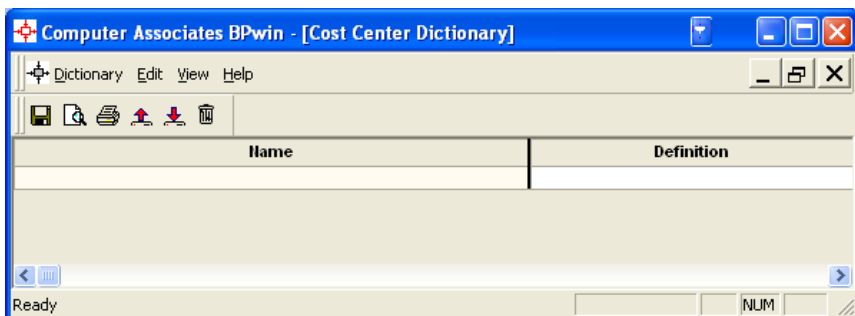 Computer Associates BPwin - [Cost Center Dictionary]
Dictionary Edit View Help
Name Definition
Ready NUM